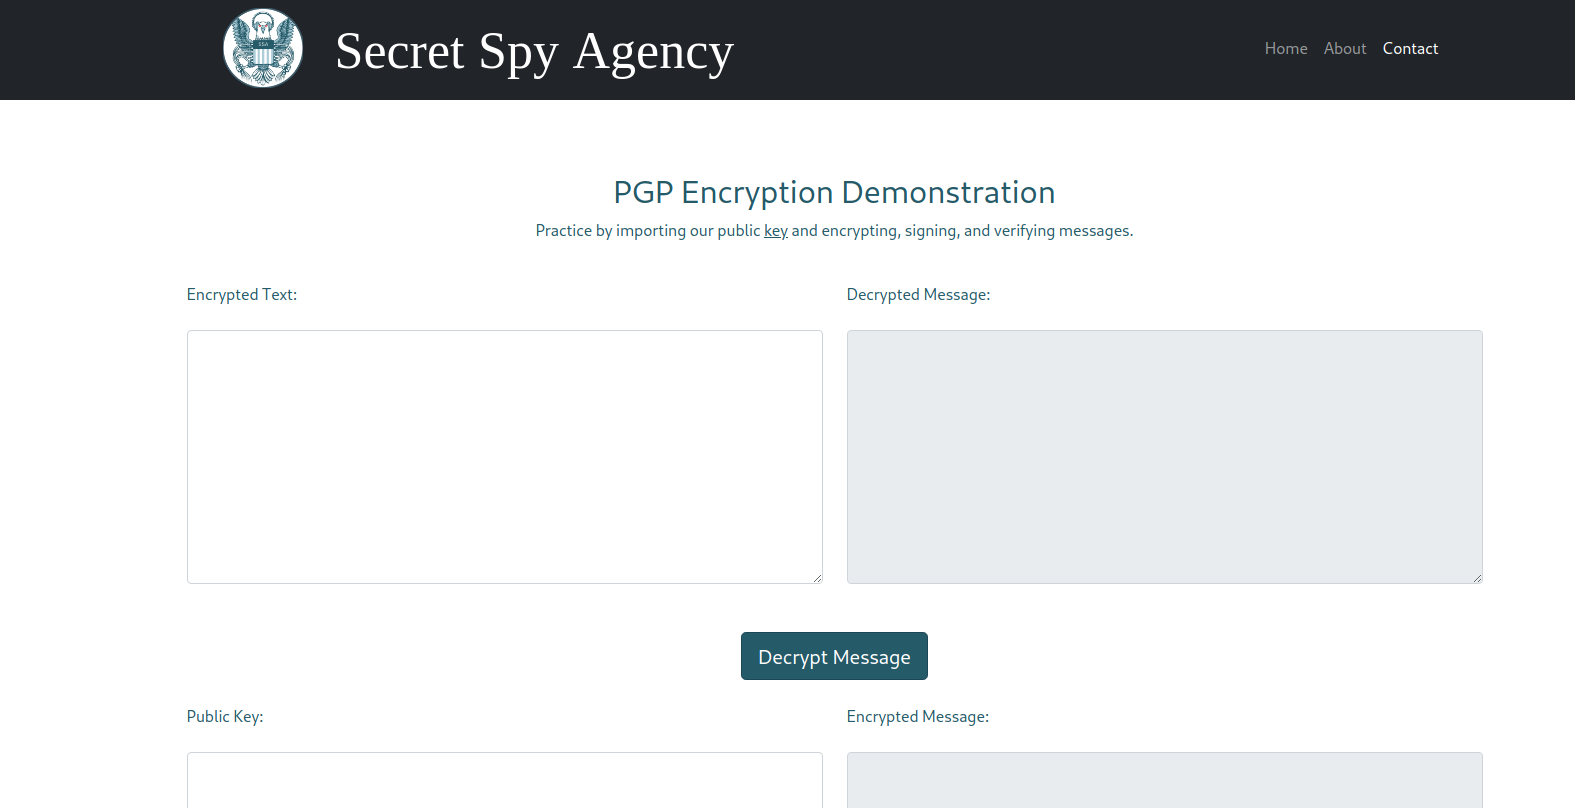 SSA
Secret Spy Agency
Home About Contact
PGP Encryption Demonstration
Practice by importing our public key and encrypting, signing, and verifying messages.
Encrypted Text:
Decrypted Message:
Decrypt Message
Public Key:
Encrypted Message: